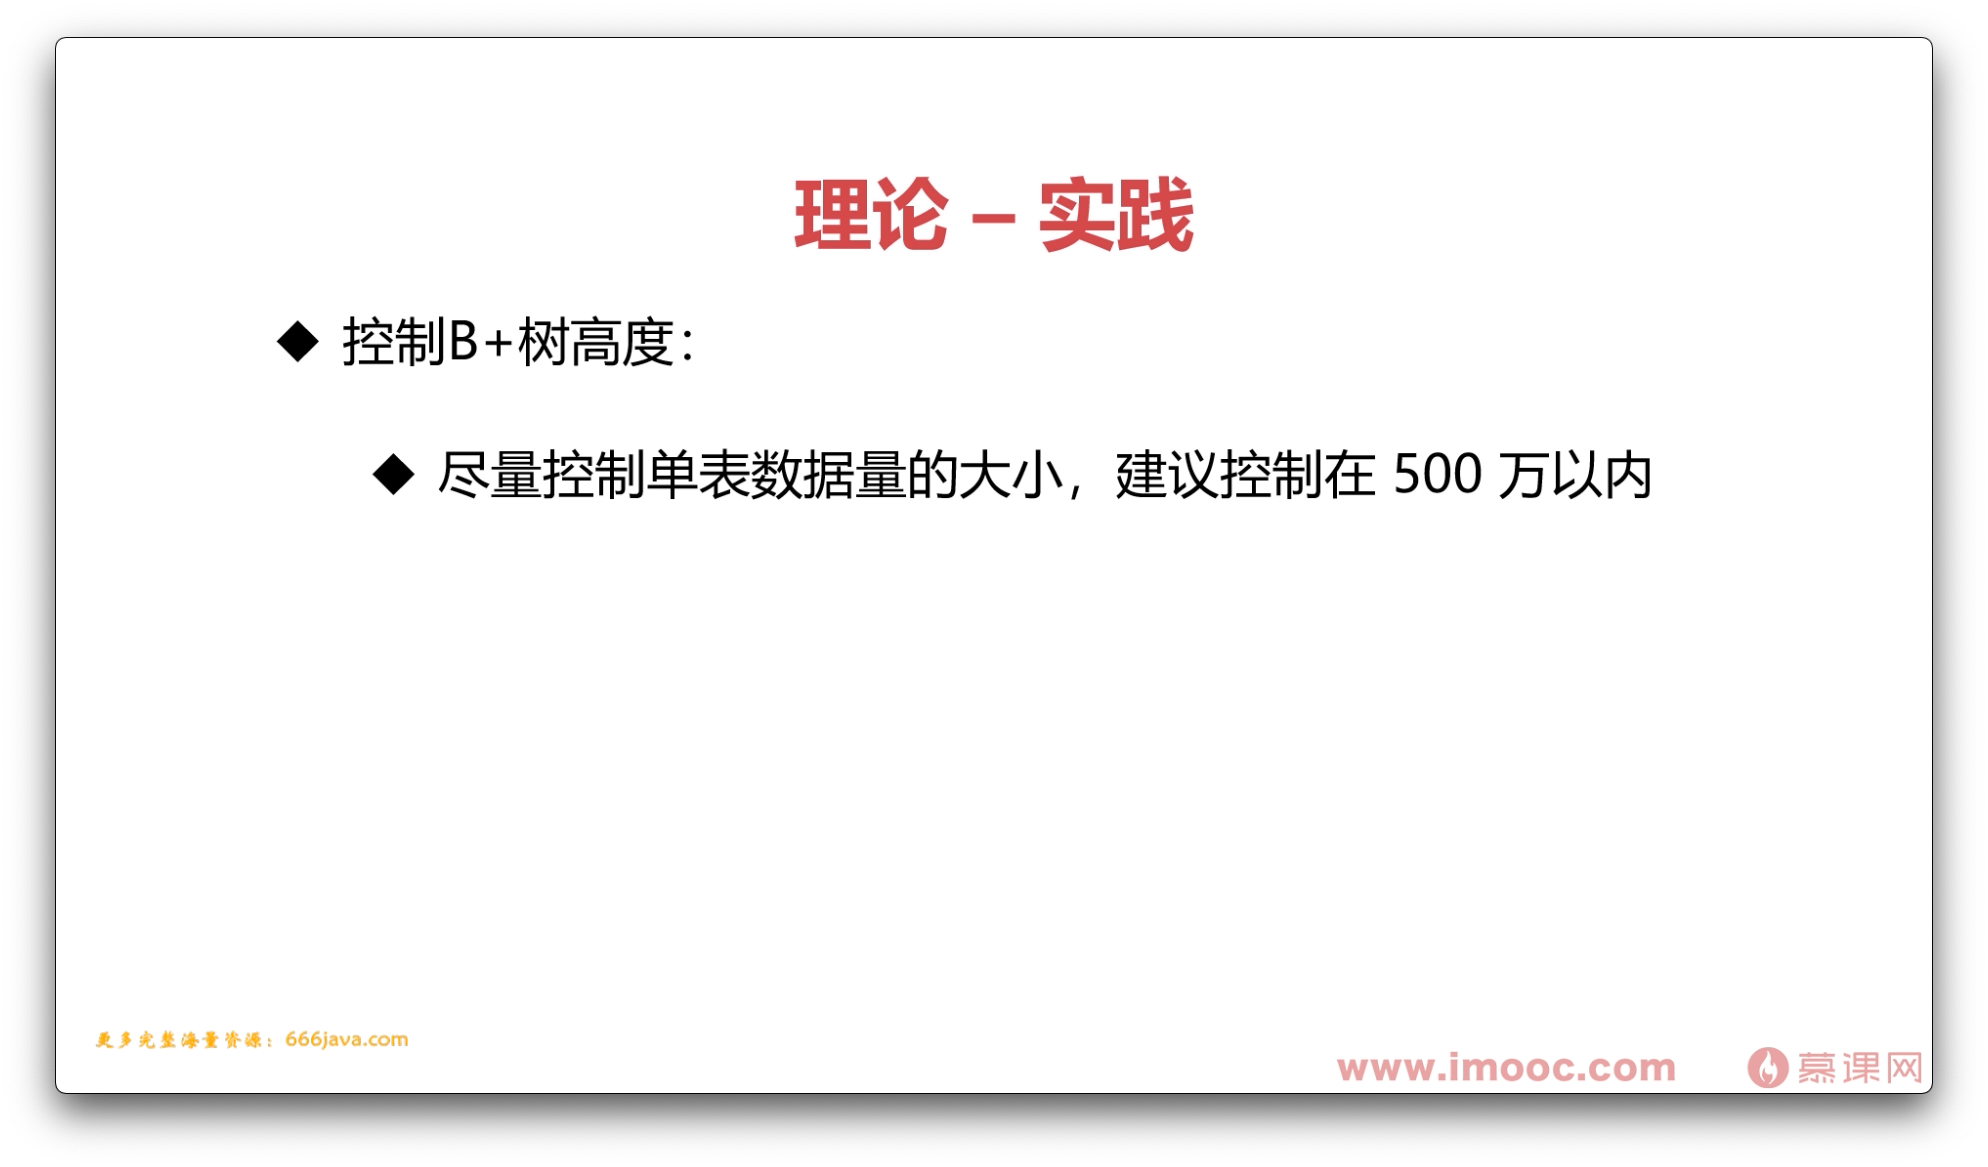 理论 – 实践
◆ 控制B+树高度：
◆ 尽量控制单表数据量的大小，建议控制在 500 万以内
更多完整海量资源：666java.com
www.imooc.com 慕课网